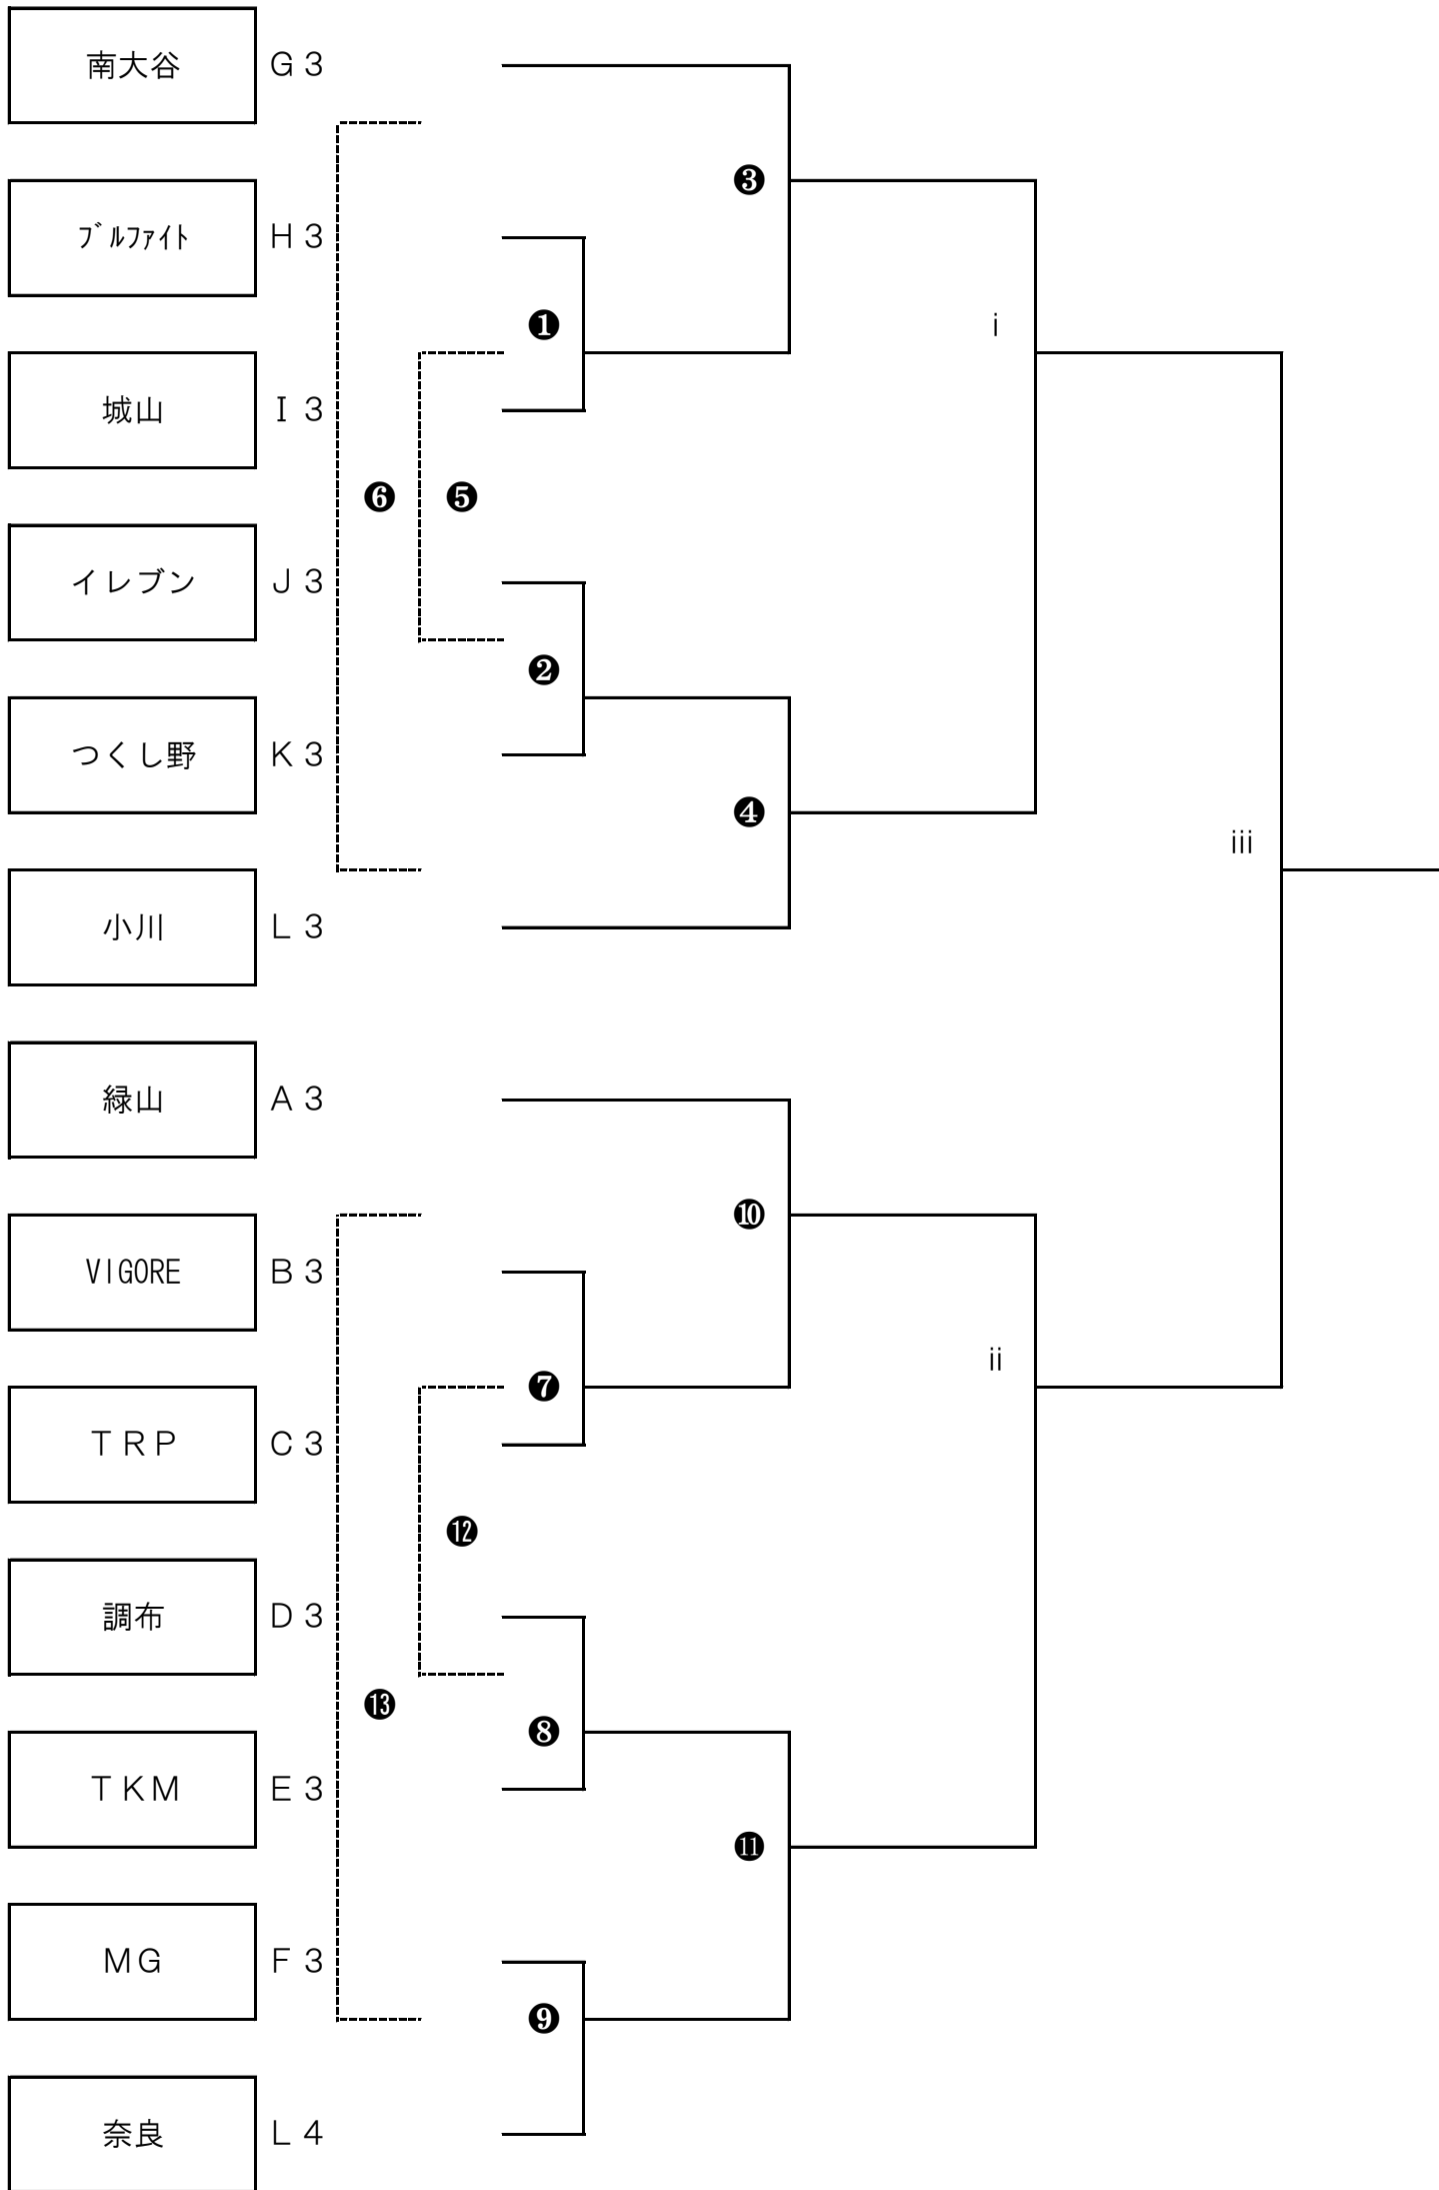 南大谷 G3
❸
ﾌﾞﾙﾌｧｲﾄ H3
❶
i
城山 I3
❻ ❺
イレブン J3
❷
つくし野 K3
❹
iii
小川 L3
緑山 A3
❿
VIGORE B3
ii
❼
TRP C3
⓬
調布 D3
⓭
❽
TKM E3
⓫
MG F3
❾
奈良 L4